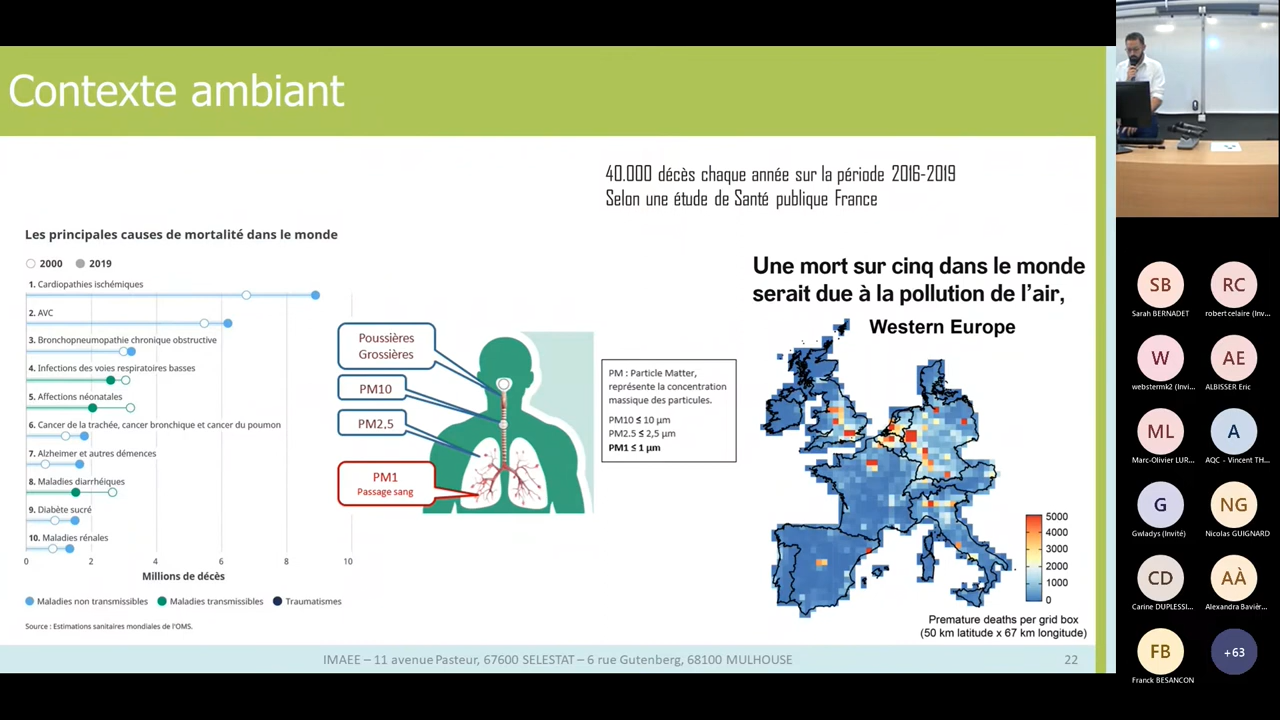 Contexte ambiant
40.000 décès chaque année sur la période 2016-2019
Selon une étude de Santé publique France
Les principales causes de mortalité dans le monde
2000
2019
1. Cardiopathies ischémiques
2. AVC
3. Bronchopneumopathie chronique obstructive
4. Infections des voies respiratoires basses
5. Affections néonatales
6. Cancer de la trachée, cancer bronchique et cancer du poumon
7. Alzheimer et autres démences
8. Maladies diarrhéiques
9. Diabète sucré
10. Maladies rénales
0 2 4 6 8 10
Millions de décès
Maladies non transmissibles
Maladies transmissibles
Traumatismes
Source : Estimations sanitaires mondiales de l'OMS.
Poussières
Grossières
PM10
PM2.5
PM1
Passage sang
PM : Particle Matter,
représente la concentration
massique des particules.
PM10 ≤ 10 µm
PM2.5 ≤ 2,5 µm
PM1 ≤ 1 µm
Une mort sur cinq dans le monde
serait due à la pollution de l'air,
Western Europe
5000
4000
3000
2000
1000
0
Premature deaths per grid box
(50 km latitude x 67 km longitude)
IMAEE – 11 avenue Pasteur, 67600 SELESTAT – 6 rue Gutenberg, 68100 MULHOUSE
22
SB
Sarah BERNADET
RC
robert celaire (Inv...
W
webstermk2 (Invi...
AE
ALBISSER Eric
ML
Marc-Olivier LUR...
A
AQC - Vincent TH...
G
Gwladys (Invité)
NG
Nicolas GUIGNARD
CD
Carine DUPLESSI...
AÀ
Alexandra Bavièr...
FB
Franck BESANCON
+63